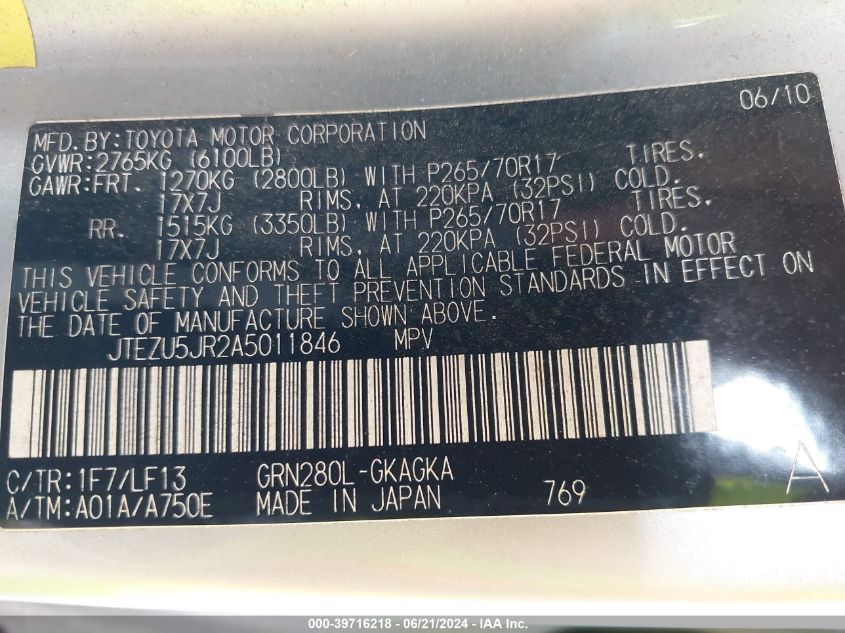 06/10
MFD. BY: TOYOTA MOTOR CORPORATION
GVWR: 2765KG (6100LB)
GAWR: FRT. 1270KG (2800LB) WITH P265/70R17 TIRES.
17X7J RIMS, AT 220KPA (32PSI) COLD.
RR. 1515KG (3350LB) WITH P265/70R17 TIRES.
17X7J RIMS, AT 220KPA (32PSI) COLD.
THIS VEHICLE CONFORMS TO ALL APPLICABLE FEDERAL MOTOR
VEHICLE SAFETY AND THEFT PREVENTION STANDARDS IN EFFECT ON
THE DATE OF MANUFACTURE SHOWN ABOVE.
JTEZU5JR2A5011846 MPV
C/TR: 1F7/LF13 GRN280L-GKAGKA A
A/TM: A01A/A750E MADE IN JAPAN 769
000-39716218 - 06/21/2024 - IAA Inc.